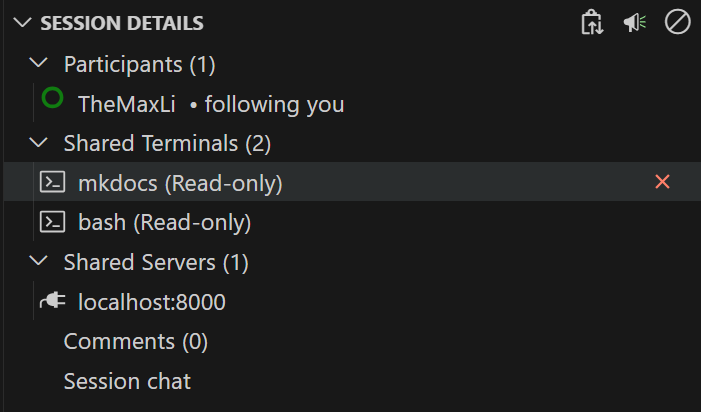 SESSION DETAILS
Participants (1)
TheMaxLi • following you
Shared Terminals (2)
mkdocs (Read-only)
bash (Read-only)
Shared Servers (1)
localhost:8000
Comments (0)
Session chat